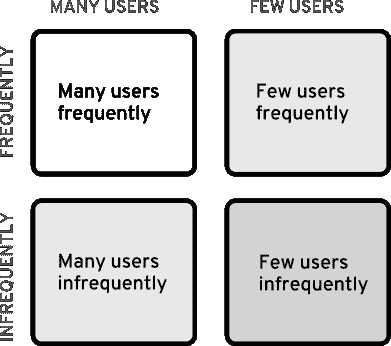 MANY USERS
FEW USERS
FREQUENTLY
Many users
frequently
Few users
frequently
INFREQUENTLY
Many users
infrequently
Few users
infrequently